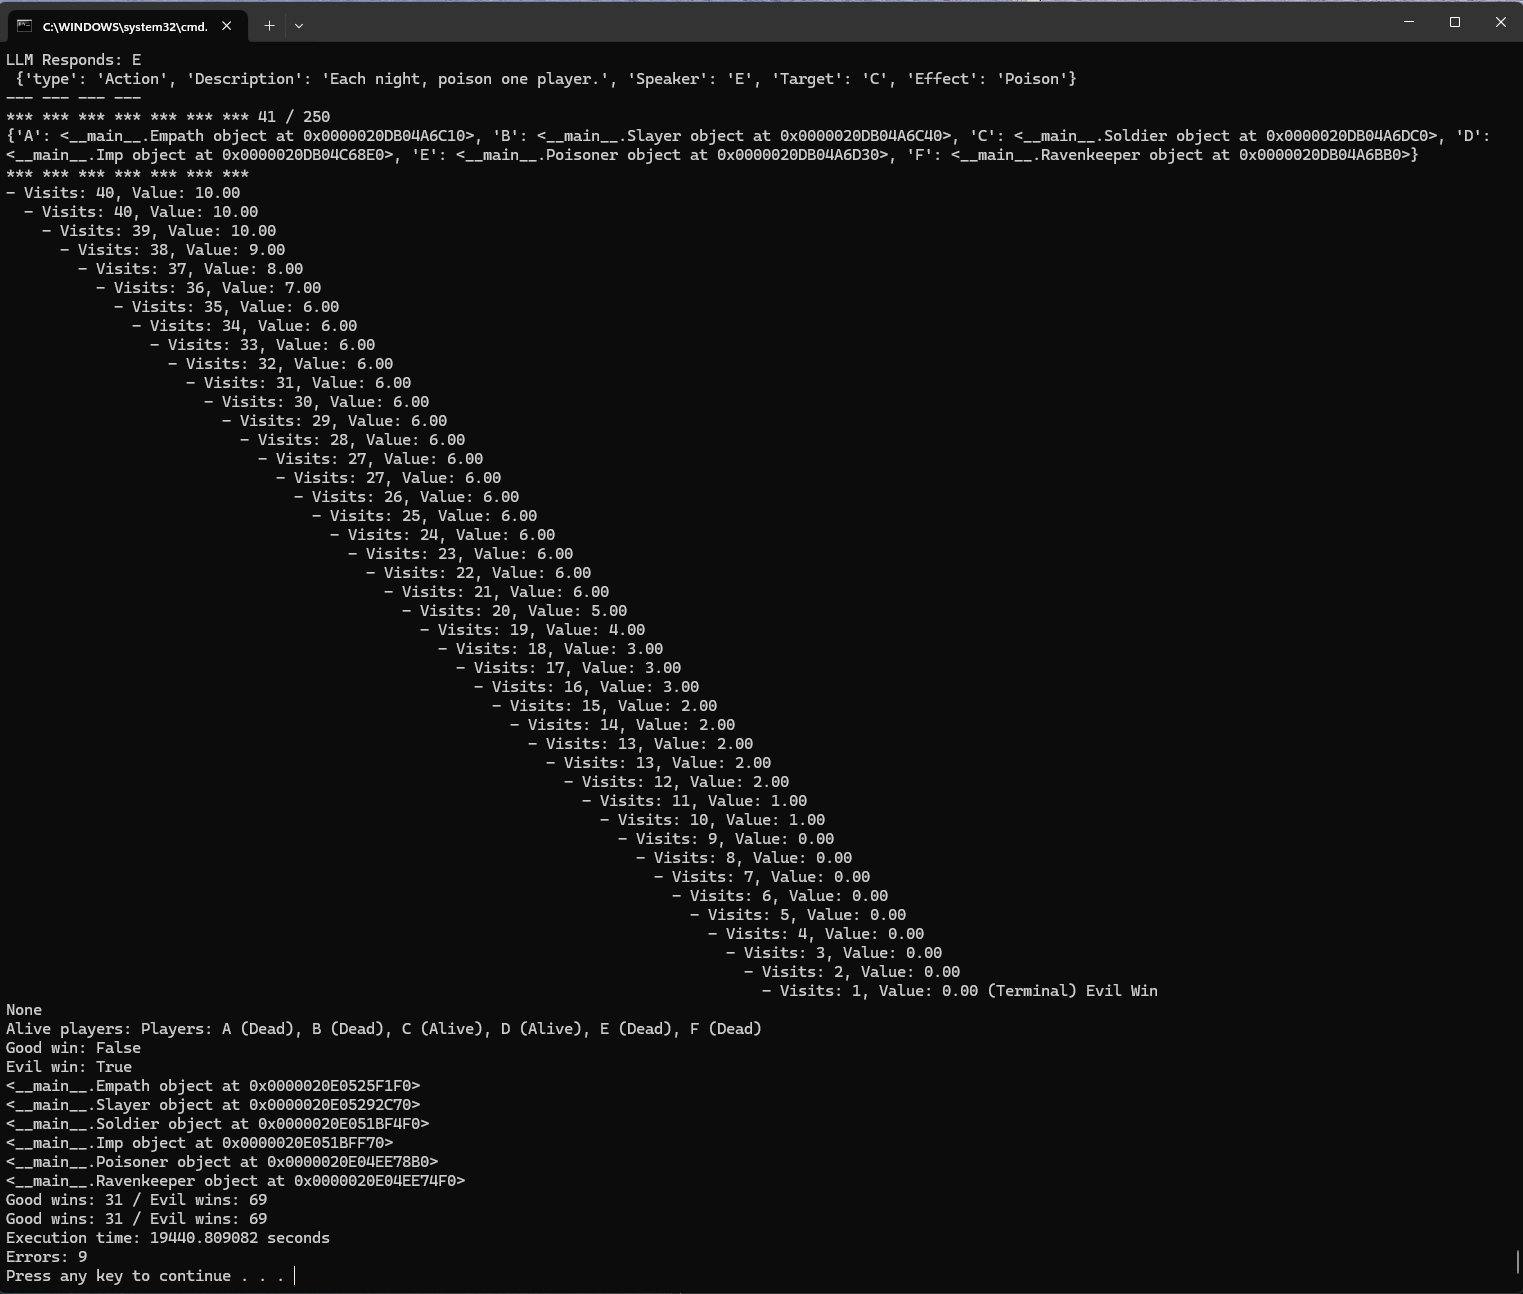 C:\WINDOWS\system32\cmd.
LLM Responds: E
 {'type': 'Action', 'Description': 'Each night, poison one player.', 'Speaker': 'E', 'Target': 'C', 'Effect': 'Poison'}
--- --- --- ---
*** *** *** *** *** *** *** 41 / 250
{'A': <__main__.Empath object at 0x0000020DB04A6C10>, 'B': <__main__.Slayer object at 0x0000020DB04A6C40>, 'C': <__main__.Soldier object at 0x0000020DB04A6DC0>, 'D':
<__main__.Imp object at 0x0000020DB04C68E0>, 'E': <__main__.Poisoner object at 0x0000020DB04A6D30>, 'F': <__main__.Ravenkeeper object at 0x0000020DB04A6BB0>}
*** *** *** *** *** *** ***
- Visits: 40, Value: 10.00
  - Visits: 40, Value: 10.00
    - Visits: 39, Value: 10.00
      - Visits: 38, Value: 9.00
        - Visits: 37, Value: 8.00
          - Visits: 36, Value: 7.00
            - Visits: 35, Value: 6.00
              - Visits: 34, Value: 6.00
                - Visits: 33, Value: 6.00
                  - Visits: 32, Value: 6.00
                    - Visits: 31, Value: 6.00
                      - Visits: 30, Value: 6.00
                        - Visits: 29, Value: 6.00
                          - Visits: 28, Value: 6.00
                            - Visits: 27, Value: 6.00
                              - Visits: 27, Value: 6.00
                                - Visits: 26, Value: 6.00
                                  - Visits: 25, Value: 6.00
                                    - Visits: 24, Value: 6.00
                                      - Visits: 23, Value: 6.00
                                        - Visits: 22, Value: 6.00
                                          - Visits: 21, Value: 6.00
                                            - Visits: 20, Value: 5.00
                                              - Visits: 19, Value: 4.00
                                                - Visits: 18, Value: 3.00
                                                  - Visits: 17, Value: 3.00
                                                    - Visits: 16, Value: 3.00
                                                      - Visits: 15, Value: 2.00
                                                        - Visits: 14, Value: 2.00
                                                          - Visits: 13, Value: 2.00
                                                            - Visits: 13, Value: 2.00
                                                              - Visits: 12, Value: 2.00
                                                                - Visits: 11, Value: 1.00
                                                                  - Visits: 10, Value: 1.00
                                                                    - Visits: 9, Value: 0.00
                                                                      - Visits: 8, Value: 0.00
                                                                        - Visits: 7, Value: 0.00
                                                                          - Visits: 6, Value: 0.00
                                                                            - Visits: 5, Value: 0.00
                                                                              - Visits: 4, Value: 0.00
                                                                                - Visits: 3, Value: 0.00
                                                                                  - Visits: 2, Value: 0.00
                                                                                    - Visits: 1, Value: 0.00 (Terminal) Evil Win
None
Alive players: Players: A (Dead), B (Dead), C (Alive), D (Alive), E (Dead), F (Dead)
Good win: False
Evil win: True
<__main__.Empath object at 0x0000020E0525F1F0>
<__main__.Slayer object at 0x0000020E05292C70>
<__main__.Soldier object at 0x0000020E051BF4F0>
<__main__.Imp object at 0x0000020E051BFF70>
<__main__.Poisoner object at 0x0000020E04EE78B0>
<__main__.Ravenkeeper object at 0x0000020E04EE74F0>
Good wins: 31 / Evil wins: 69
Good wins: 31 / Evil wins: 69
Execution time: 19440.809082 seconds
Errors: 9
Press any key to continue . . .